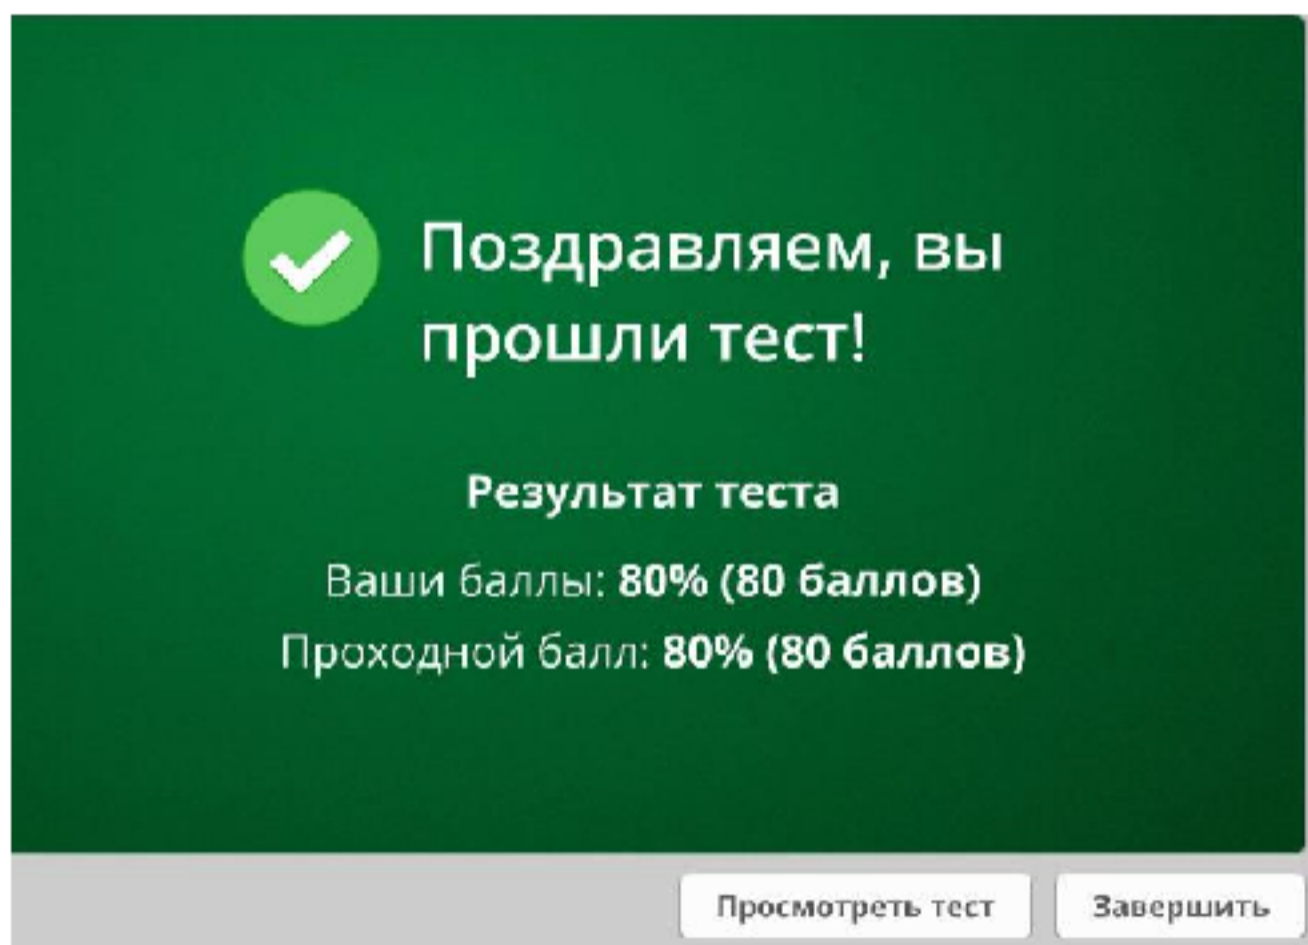 Поздравляем, вы
прошли тест!
Результат теста
Ваши баллы: 80% (80 баллов)
Проходной балл: 80% (80 баллов)
Просмотреть тест
Завершить